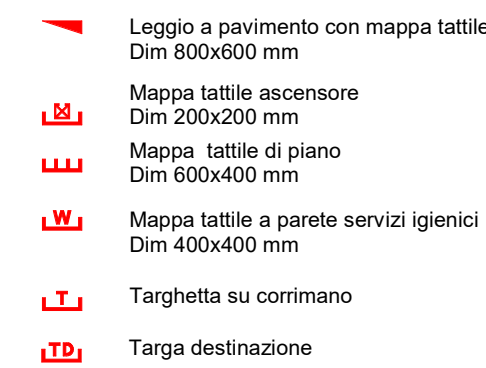 Leggio a pavimento con mappa tattile
Dim 800x600 mm
Mappa tattile ascensore
Dim 200x200 mm
Mappa tattile di piano
Dim 600x400 mm
W Mappa tattile a parete servizi igienici
Dim 400x400 mm
T Targhetta su corrimano
TD Targa destinazione